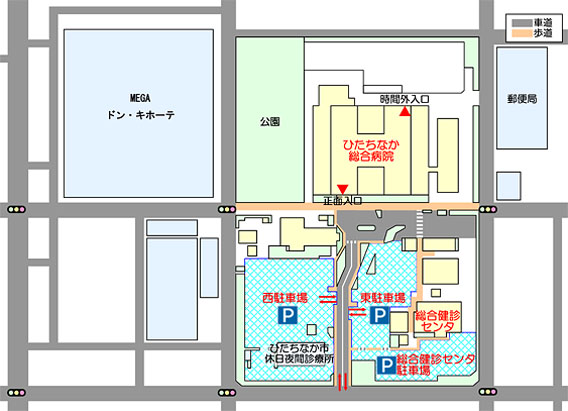 車道
歩道
MEGA
ドン・キホーテ
公園
時間外入口
郵便局
ひたちなか
総合病院
正面入口
西駐車場
P
東駐車場
P
総合健診
センタ
ひたちなか市
休日夜間診療所
P
総合健診センタ
駐車場